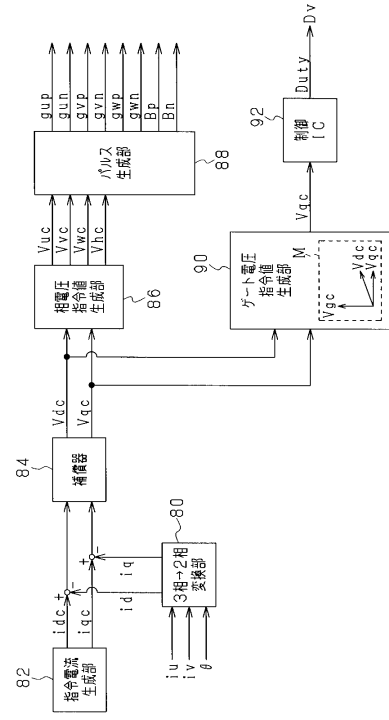 82
指令電流
生成部
idc
iqc
+
-
+
-
id
iq
iu
iv
θ
80
3相→2相
変換部
84
補償器
Vdc
Vqc
相電圧
指令値
生成部
86
Vuc
Vvc
Vwc
Vhc
パルス
生成部
88
gup
gun
gvp
gvn
gwp
gwn
Bp
Bn
90
ゲート電圧
指令値
生成部
M
Vgc
Vdc
Vqc
Vqc
92
制御
IC
Duty
Dv